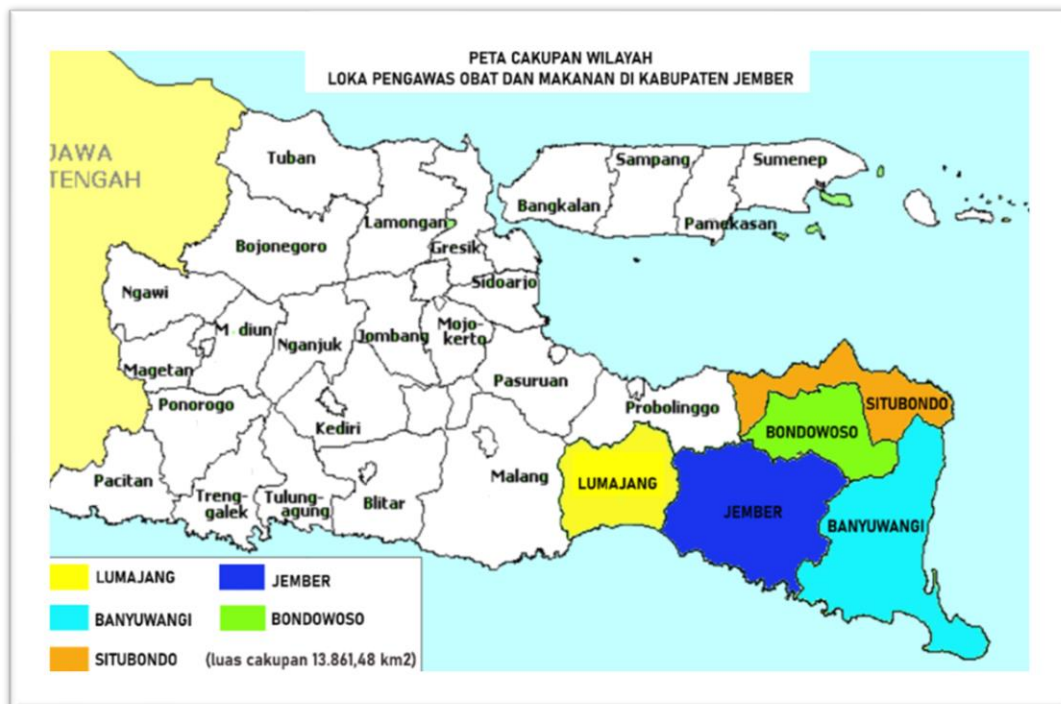 PETA CAKUPAN WILAYAH
LOKA PENGAWAS OBAT DAN MAKANAN DI KABUPATEN JEMBER
JAWA
TENGAH
Tuban
Sampang
Sumenep
Bangkalan
Lamongan
Pamekasan
Bojonegoro
Gresik
Sidoarjo
Ngawi
M diun
Nganjuk
Jombang
Mojo-
kerto
Magetan
Pasuruan
Ponorogo
Kediri
Probolinggo
SITUBONDO
BONDOWOSO
Pacitan
Treng-
galek
Tulung-
agung
Blitar
Malang
LUMAJANG
JEMBER
BANYUWANGI
LUMAJANG
JEMBER
BANYUWANGI
BONDOWOSO
SITUBONDO (luas cakupan 13.861,48 km2)